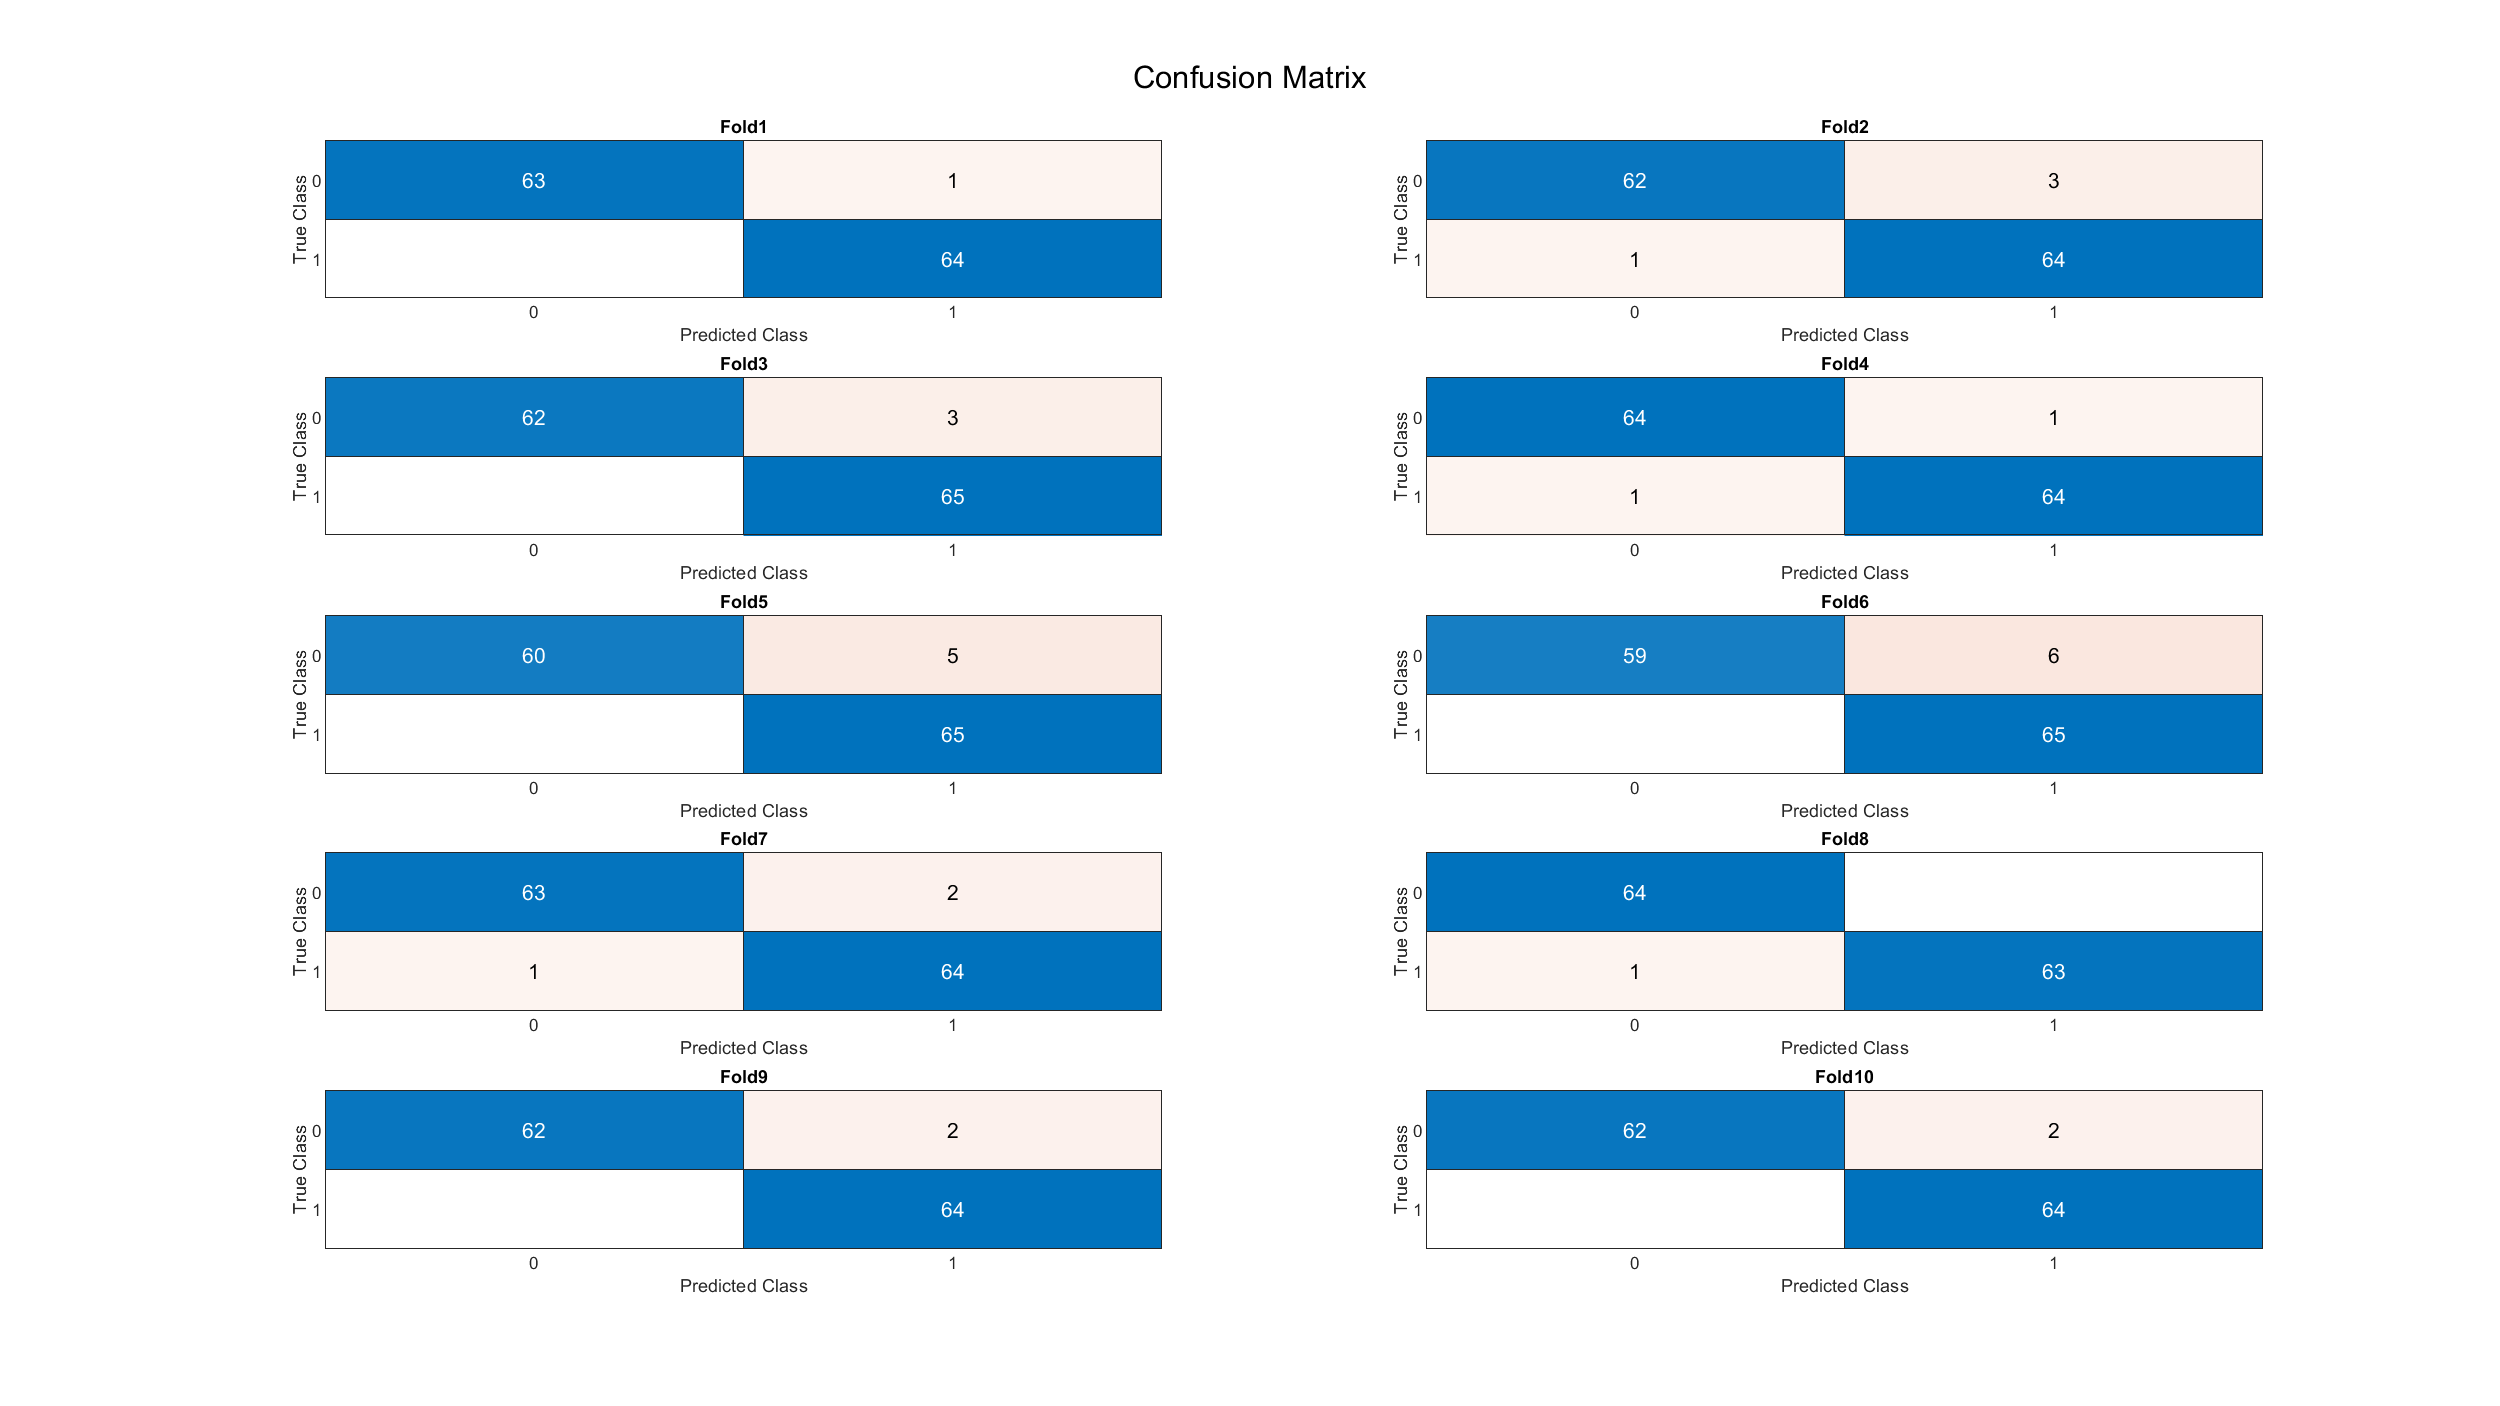 Confusion Matrix
Fold1
True Class
0 63 1
1 64
0 1
Predicted Class
Fold2
True Class
0 62 3
1 1 64
0 1
Predicted Class
Fold3
True Class
0 62 3
1 65
0 1
Predicted Class
Fold4
True Class
0 64 1
1 1 64
0 1
Predicted Class
Fold5
True Class
0 60 5
1 65
0 1
Predicted Class
Fold6
True Class
0 59 6
1 65
0 1
Predicted Class
Fold7
True Class
0 63 2
1 1 64
0 1
Predicted Class
Fold8
True Class
0 64
1 1 63
0 1
Predicted Class
Fold9
True Class
0 62 2
1 64
0 1
Predicted Class
Fold10
True Class
0 62 2
1 64
0 1
Predicted Class